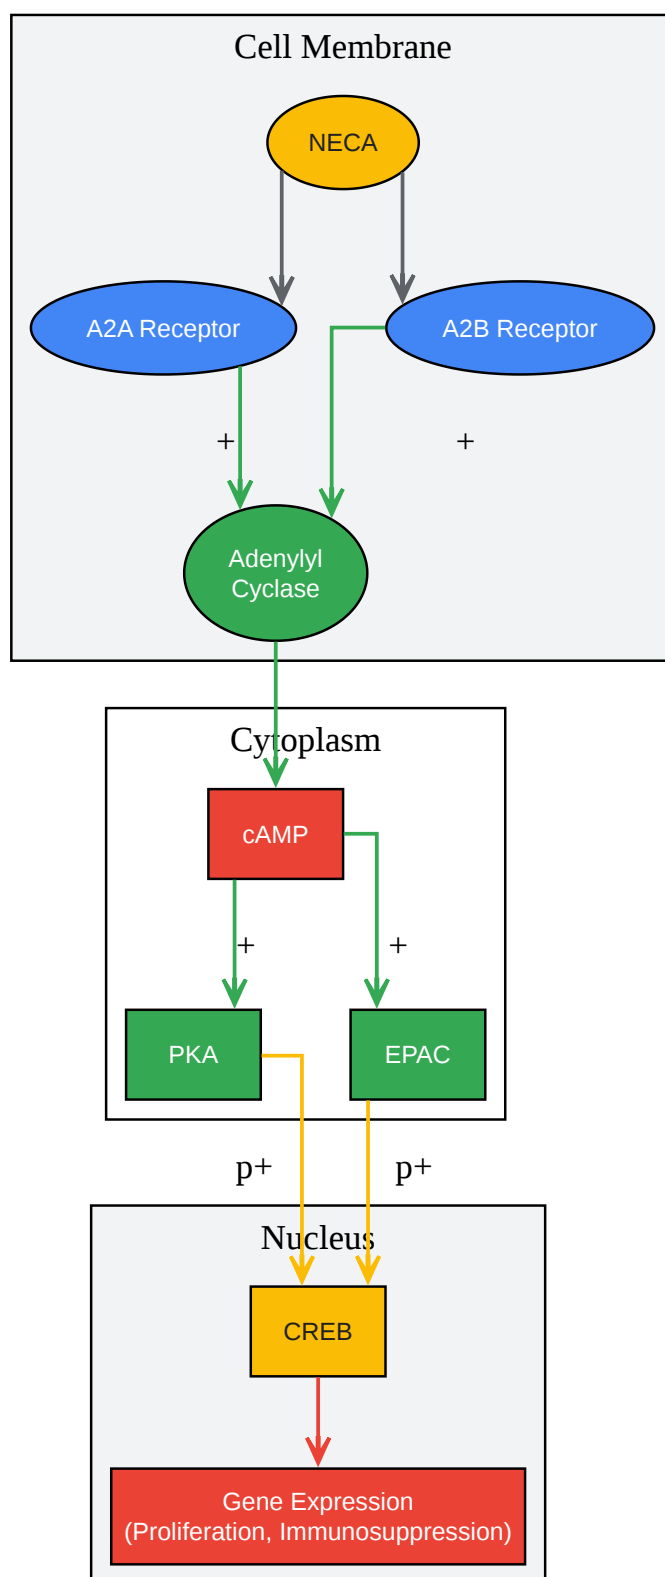 Cell Membrane
NECA
A2A Receptor
A2B Receptor
+
+
Adenylyl
Cyclase
Cytoplasm
cAMP
+
+
PKA
EPAC
p+
p+
Nucleus
CREB
Gene Expression
(Proliferation, Immunosuppression)